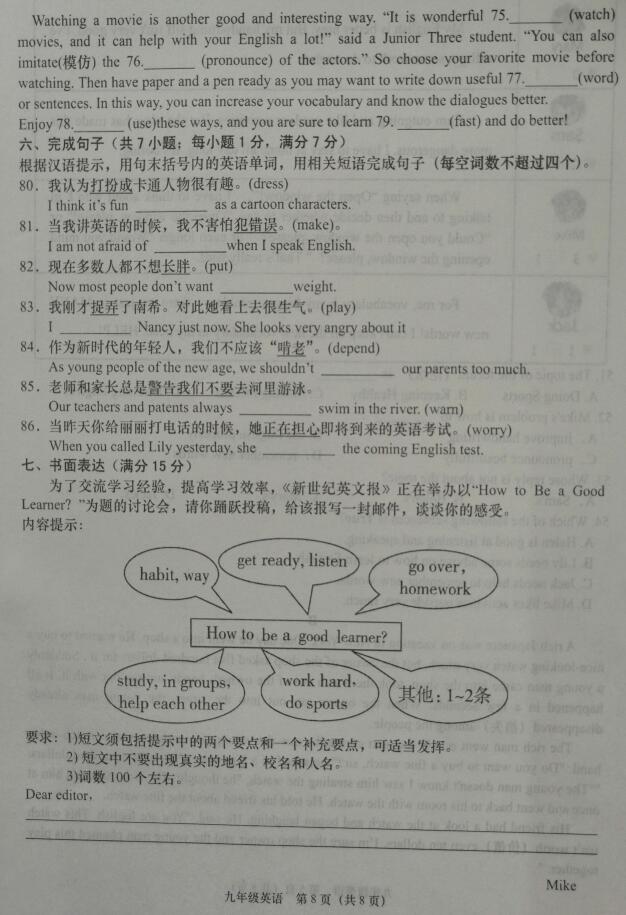 Watching a movie is another good and interesting way. “It is wonderful 75.________ (watch)
movies, and it can help with your English a lot!” said a Junior Three student. “You can also
imitate(模仿) the 76.________ (pronounce) of the actors.” So choose your favorite movie before
watching. Then have paper and a pen ready as you may want to write down useful 77.________(word)
or sentences. In this way, you can increase your vocabulary and know the dialogues better.
Enjoy 78.________ (use)these ways, and you are sure to learn 79. ________(fast) and do better!
六、完成句子（共 7 小题；每小题 1 分，满分 7 分）
根据汉语提示，用句末括号内的英语单词，用相关短语完成句子（每空词数不超过四个）。
80．我认为打扮成卡通人物很有趣。(dress)
I think it’s fun __________ as a cartoon characters.
81．当我讲英语的时候，我不害怕犯错误。(make)。
I am not afraid of __________when I speak English.
82．现在多数人都不想长胖。(put)
Now most people don’t want __________weight.
83．我刚才捉弄了南希。对此她看上去很生气。(play)
I __________ Nancy just now. She looks very angry about it
84．作为新时代的年轻人，我们不应该“啃老”。(depend)
As young people of the new age, we shouldn’t __________ our parents too much.
85．老师和家长总是警告我们不要去河里游泳。
Our teachers and patents always __________ swim in the river. (warn)
86．当昨天你给丽丽打电话的时候，她正在担心即将到来的英语考试。(worry)
When you called Lily yesterday, she __________ the coming English test.
七、书面表达（满分 15 分）
为了交流学习经验，提高学习效率，《新世纪英文报》正在举办以“How to Be a Good
Learner？”为题的讨论会，请你踊跃投稿，给该报写一封邮件，谈谈你的感受。
内容提示：
habit, way
get ready, listen
go over，
homework
How to be a good learner?
study, in groups,
help each other
work hard，
do sports
其他：1~2条
要求：1)短文须包括提示中的两个要点和一个补充要点，可适当发挥。
2) 短文中不要出现真实的地名、校名和人名。
3)词数 100 个左右。
Dear editor，
Mike
九年级英语 第 8 页（共 8 页）